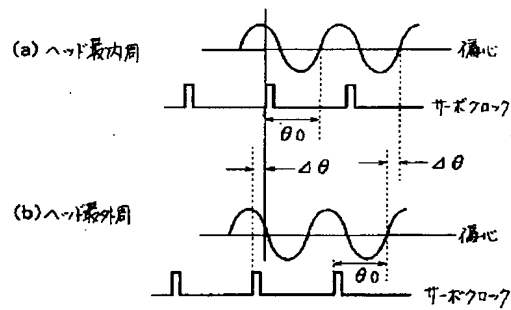 (a) ヘッド最内周
偏心
サーボクロック
θ0
Δθ
Δθ
(b) ヘッド最外周
偏心
θ0
サーボクロック